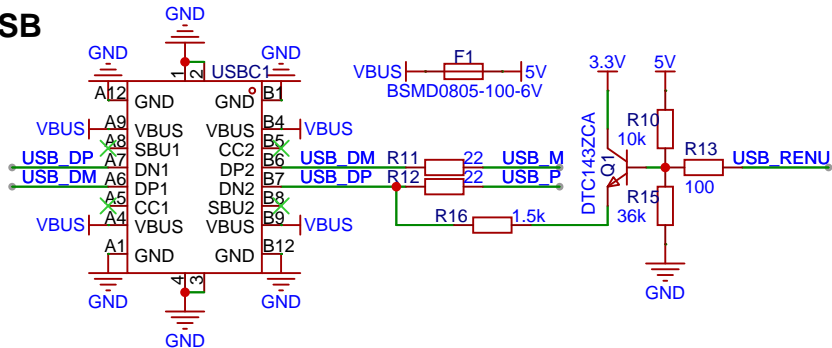 SB
GND
GND
GND
1
2
USBC1
A12
GND
GND
B1
A9
VBUS
VBUS
VBUS
B4
VBUS
A8
SBU1
CC2
B5
USB_DP
A7
DN1
DP2
B6
USB_DM
R11
22
USB_M
USB_DM
A6
DP1
DN2
B7
USB_DP
R12
22
USB_P
A5
CC1
SBU2
B8
VBUS
A4
VBUS
VBUS
B9
VBUS
R16
1.5k
A1
GND
GND
B12
4
3
GND
GND
GND
VBUS
F1
5V
BSMD0805-100-6V
3.3V
5V
DTC143ZCA
Q1
R10
10k
R13
100
USB_RENU
R15
36k
GND